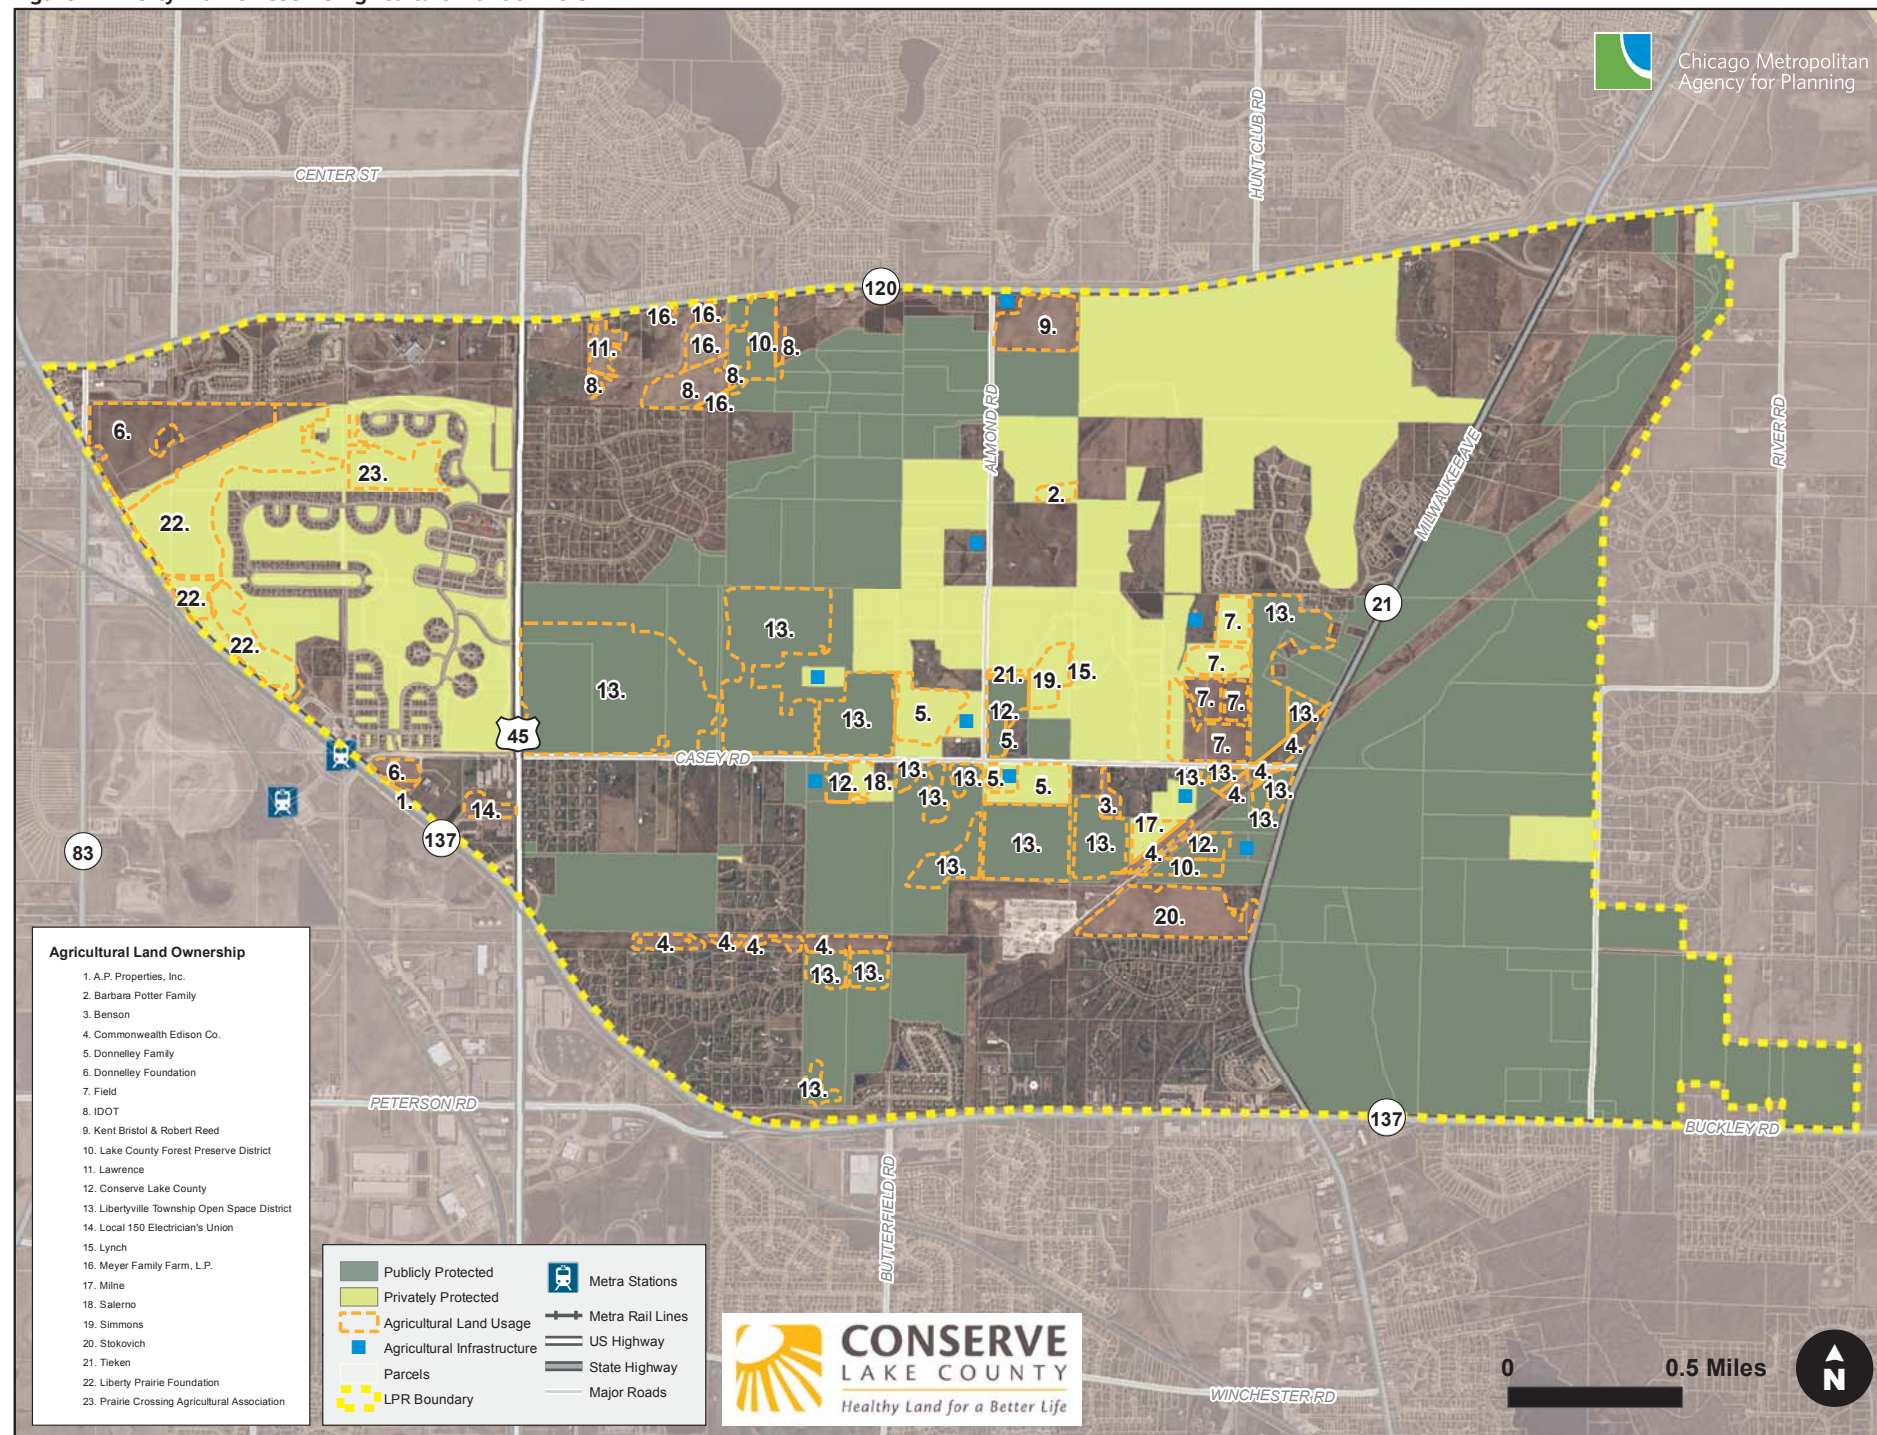 Chicago Metropolitan
Agency for Planning
CENTER ST
HUNT CLUB RD
120
16.
16.
9.
11.
16.
10.
8.
8.
8.
8.
16.
ALMOND RD
RIVER RD
6.
23.
MILWAUKEE AVE
2.
22.
22.
21
13.
7.
13.
22.
7.
13.
21.
19.
15.
7.
7.
13.
5.
12.
13.
45
5.
7.
4.
CASEY RD
6.
1.
14.
12.
18.
13.
13.
13.
5.
5.
3.
13.
13.
4.
4.
13.
13.
17.
137
83
13.
13.
13.
4.
12.
10.
20.
4.
4.
4.
4.
13.
13.
13.
PETERSON RD
137
BUCKLEY RD
BUTTERFIELD RD
WINCHESTER RD
Agricultural Land Ownership
1. A.P. Properties, Inc.
2. Barbara Potter Family
3. Benson
4. Commonwealth Edison Co.
5. Donnelley Family
6. Donnelley Foundation
7. Field
8. IDOT
9. Kent Bristol & Robert Reed
10. Lake County Forest Preserve District
11. Lawrence
12. Conserve Lake County
13. Libertyville Township Open Space District
14. Local 150 Electrician's Union
15. Lynch
16. Meyer Family Farm, L.P.
17. Milne
18. Salerno
19. Simmons
20. Stokovich
21. Tieken
22. Liberty Prairie Foundation
23. Prairie Crossing Agricultural Association
Publicly Protected
Privately Protected
Agricultural Land Usage
Agricultural Infrastructure
Parcels
LPR Boundary
Metra Stations
Metra Rail Lines
US Highway
State Highway
Major Roads
CONSERVE
LAKE COUNTY
Healthy Land for a Better Life
0 0.5 Miles
N